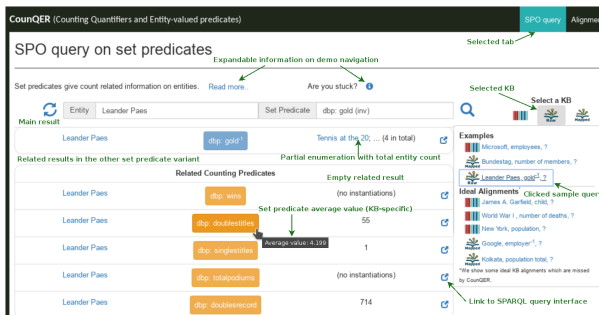 CounQER (Counting Quantifiers and Entity-valued predicates) SPO query Alignmen
SPO query on set predicates
Selected tab
Expandable information on demo navigation
Set predicates give count related information on entities. Read more.. Are you stuck?
Selected KB
Select a KB
Entity Leander Paes Set Predicate dbp: gold (inv)
Raw Mapped
Main result
Leander Paes dbp: gold⁻¹ Tennis at the 20; ... (4 in total)
Related results in the other set predicate variant
Partial enumeration with total entity count
Related Counting Predicates
Empty related result
Leander Paes dbp: wins (no instantiations)
Set predicate average value (KB-specific)
Leander Paes dbp: doublestitles 55
Average value: 4.199
Leander Paes dbp: singlestitles 1
Leander Paes dbp: totalpodiums (no instantiations)
Link to SPARQL query interface
Leander Paes dbp: doublesrecord 714
Examples
Microsoft, employees, ?
Bundestag, number of members, ?
Mapped
Leander Paes, gold⁻¹, ?
Raw
Clicked sample query
Ideal Alignments
James A. Garfield, child, ?
World War I , number of deaths, ?
New York, population, ?
Google, employer⁻¹, ?
Mapped
Kolkata, population total, ?
Mapped
*We show some ideal KB alignments which are missed
by CounQER.